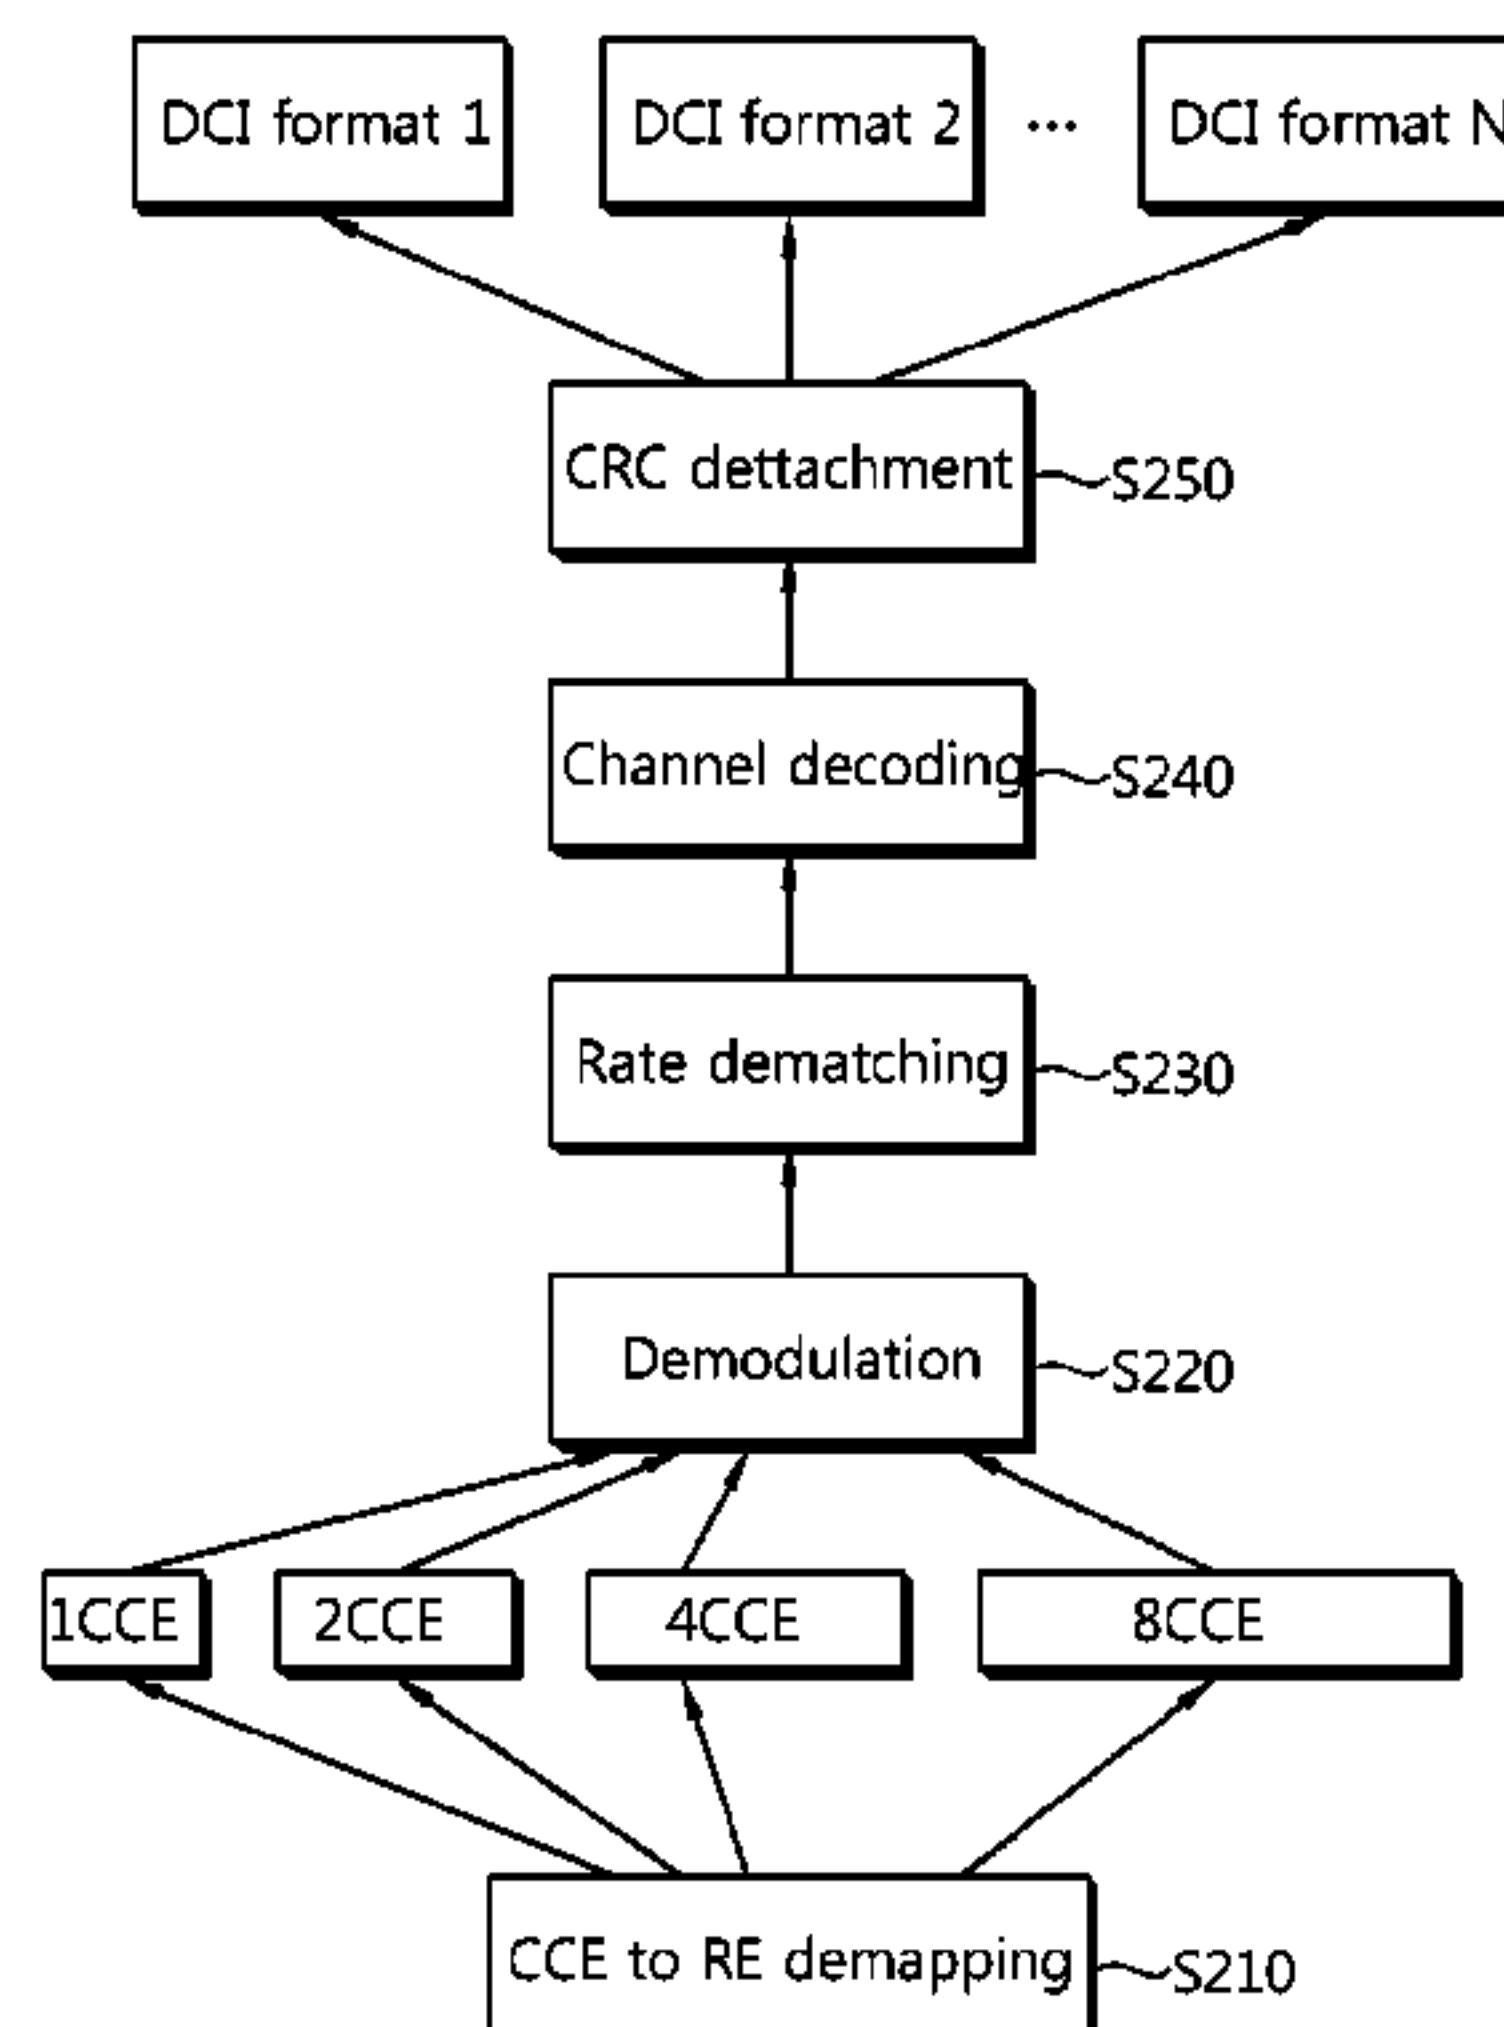 DCI format 1 DCI format 2 ... DCI format N
CRC dettachment S250
Channel decoding S240
Rate dematching S230
Demodulation S220
1CCE 2CCE 4CCE 8CCE
CCE to RE demapping S210